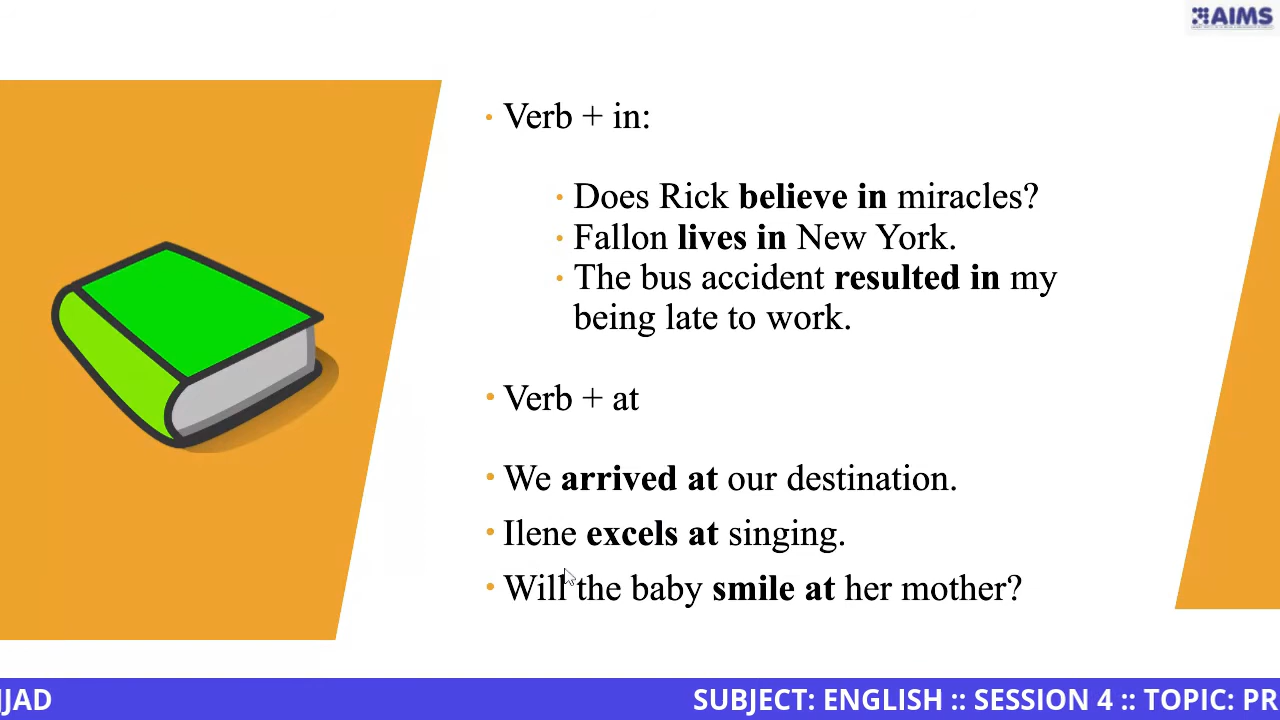 AIMS
• Verb + in:
• Does Rick believe in miracles?
• Fallon lives in New York.
• The bus accident resulted in my
being late to work.
• Verb + at
• We arrived at our destination.
• Ilene excels at singing.
• Will the baby smile at her mother?
JJAD SUBJECT: ENGLISH :: SESSION 4 :: TOPIC: PR